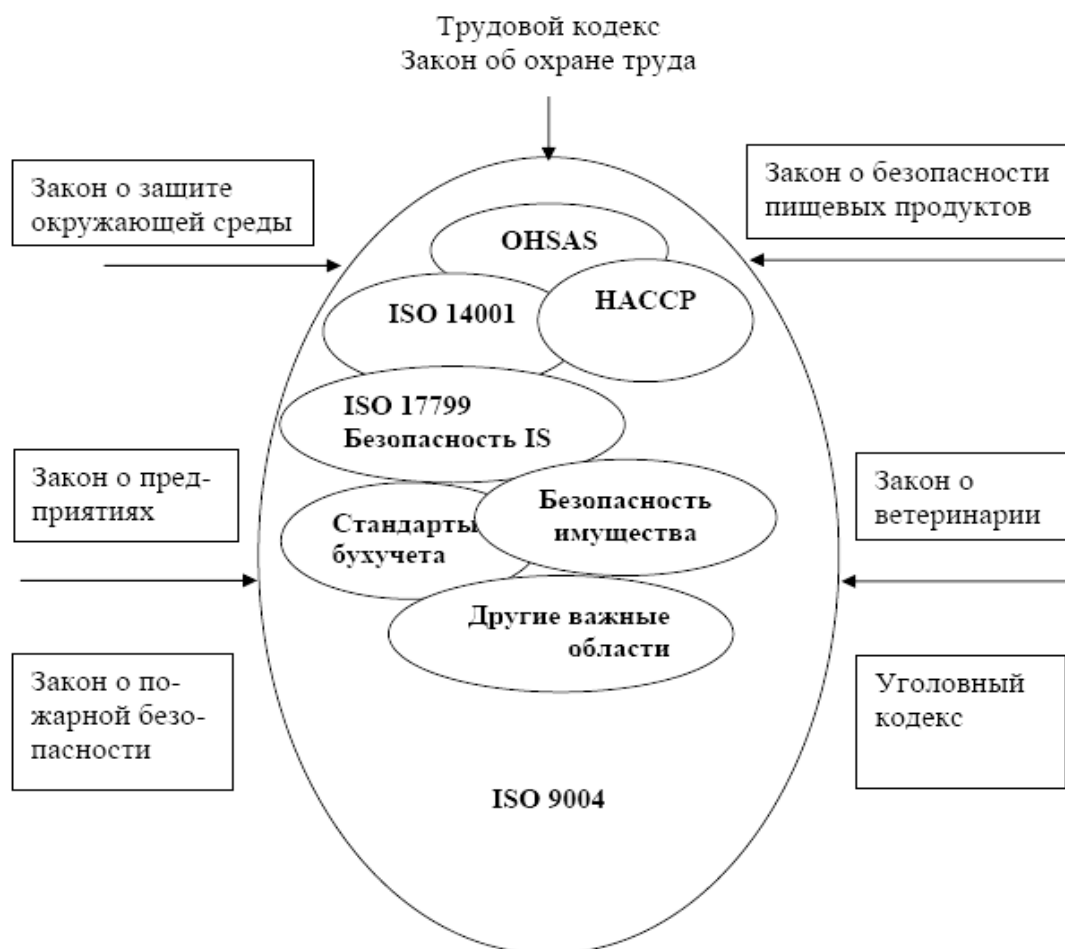 Трудовой кодекс
Закон об охране труда
Закон о защите
окружающей среды
Закон о безопасности
пищевых продуктов
OHSAS
ISO 14001
HACCP
ISO 17799
Безопасность IS
Закон о пред-
приятиях
Стандарты
бухучета
Безопасность
имущества
Закон о
ветеринарии
Другие важные
области
Закон о по-
жарной безо-
пасности
Уголовный
кодекс
ISO 9004